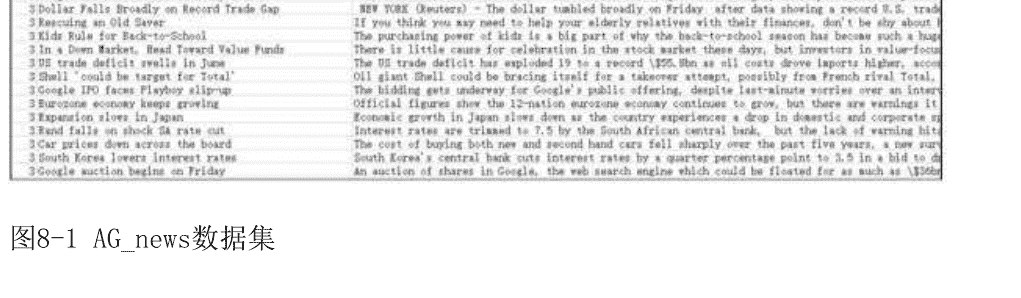 3 Dollar Falls Broadly on Record Trade Gap NEW YORK (Reuters) - The dollar tumbled broadly on Friday after data showing a record U.S. trade
3 Rescuing an Old Saver If you think you may need to help your elderly relatives with their finances, don't be shy about
3 Kids Rule for Back-to-School The purchasing power of kids is a big part of why the back-to-school season has become such a huge
3 In a Down Market, Head Toward Value Funds There is little cause for celebration in the stock market these days, but investors in value-focus
3 US trade deficit swells in June The US trade deficit has exploded 19 to a record \$55.8bn as oil costs drove imports higher, accor
3 Shell 'could be target for Total' Oil giant Shell could be bracing itself for a takeover attempt, possibly from French rival Total,
3 Google IPO faces Playboy slip-up The bidding gets underway for Google's public offering, despite last-minute worries over an interv
3 Eurozone economy keeps growing Official figures show the 12-nation eurozone economy continues to grow, but there are warnings it
3 Expansion slows in Japan Economic growth in Japan slows down as the country experiences a drop in domestic and corporate sp
3 Rand falls on shock SA rate cut Interest rates are trimmed to 7.5 by the South African central bank, but the lack of warning hits
3 Car prices down across the board The cost of buying both new and second hand cars fell sharply over the past five years, a new surv
3 South Korea lowers interest rates South Korea's central bank cuts interest rates by a quarter percentage point to 3.5 in a bid to dr
3 Google auction begins on Friday An auction of shares in Google, the web search engine which could be floated for as much as \$36bn
图8-1 AG_news数据集